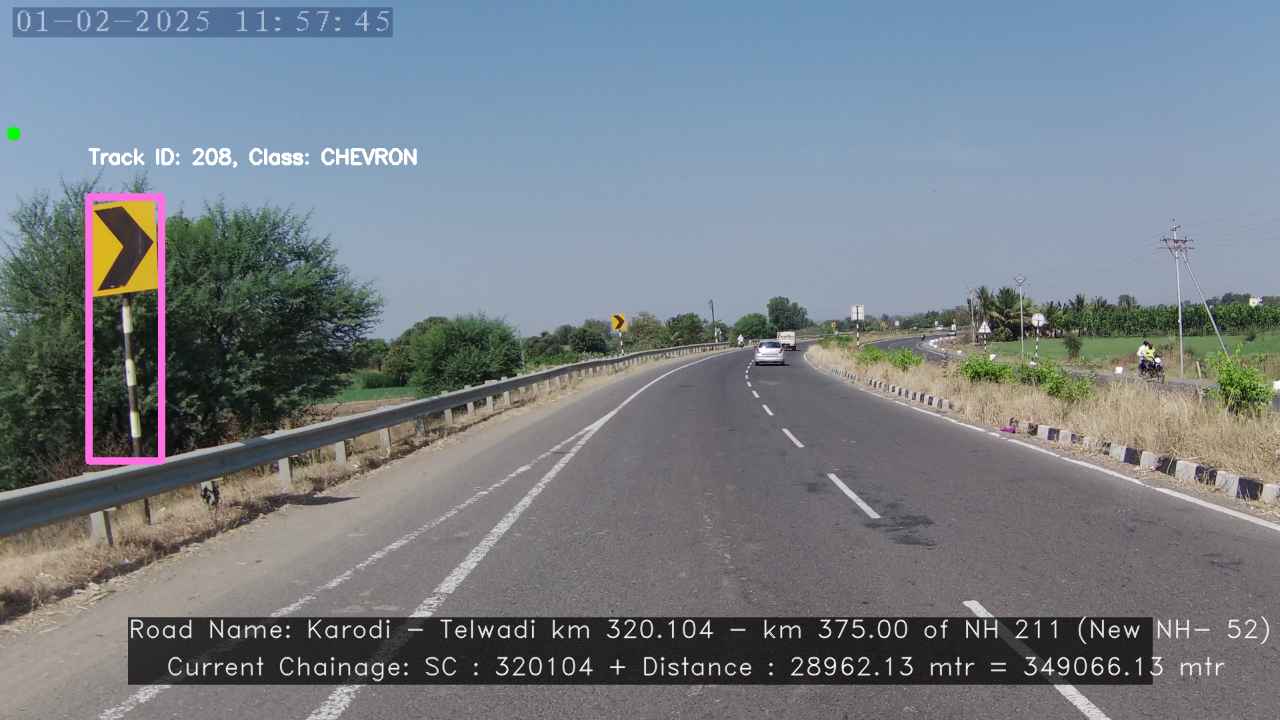 01-02-2025 11:57:45
Track ID: 208, Class: CHEVRON
Road Name: Karodi - Telwadi km 320.104 - km 375.00 of NH 211 (New NH- 52)
Current Chainage: SC : 320104 + Distance : 28962.13 mtr = 349066.13 mtr